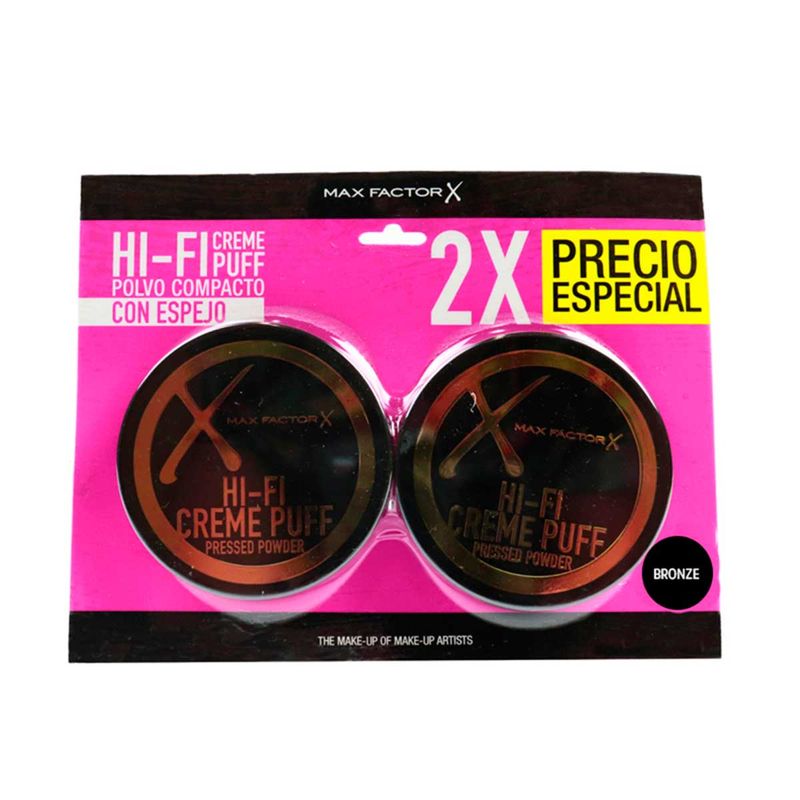 MAX FACTOR X
HI-FI CREME PUFF
POLVO COMPACTO
CON ESPEJO
2X
PRECIO
ESPECIAL
MAX FACTOR X
HI-FI
CREME PUFF
PRESSED POWDER
MAX FACTOR X
HI-FI
CREME PUFF
PRESSED POWDER
BRONZE
THE MAKE-UP OF MAKE-UP ARTISTS